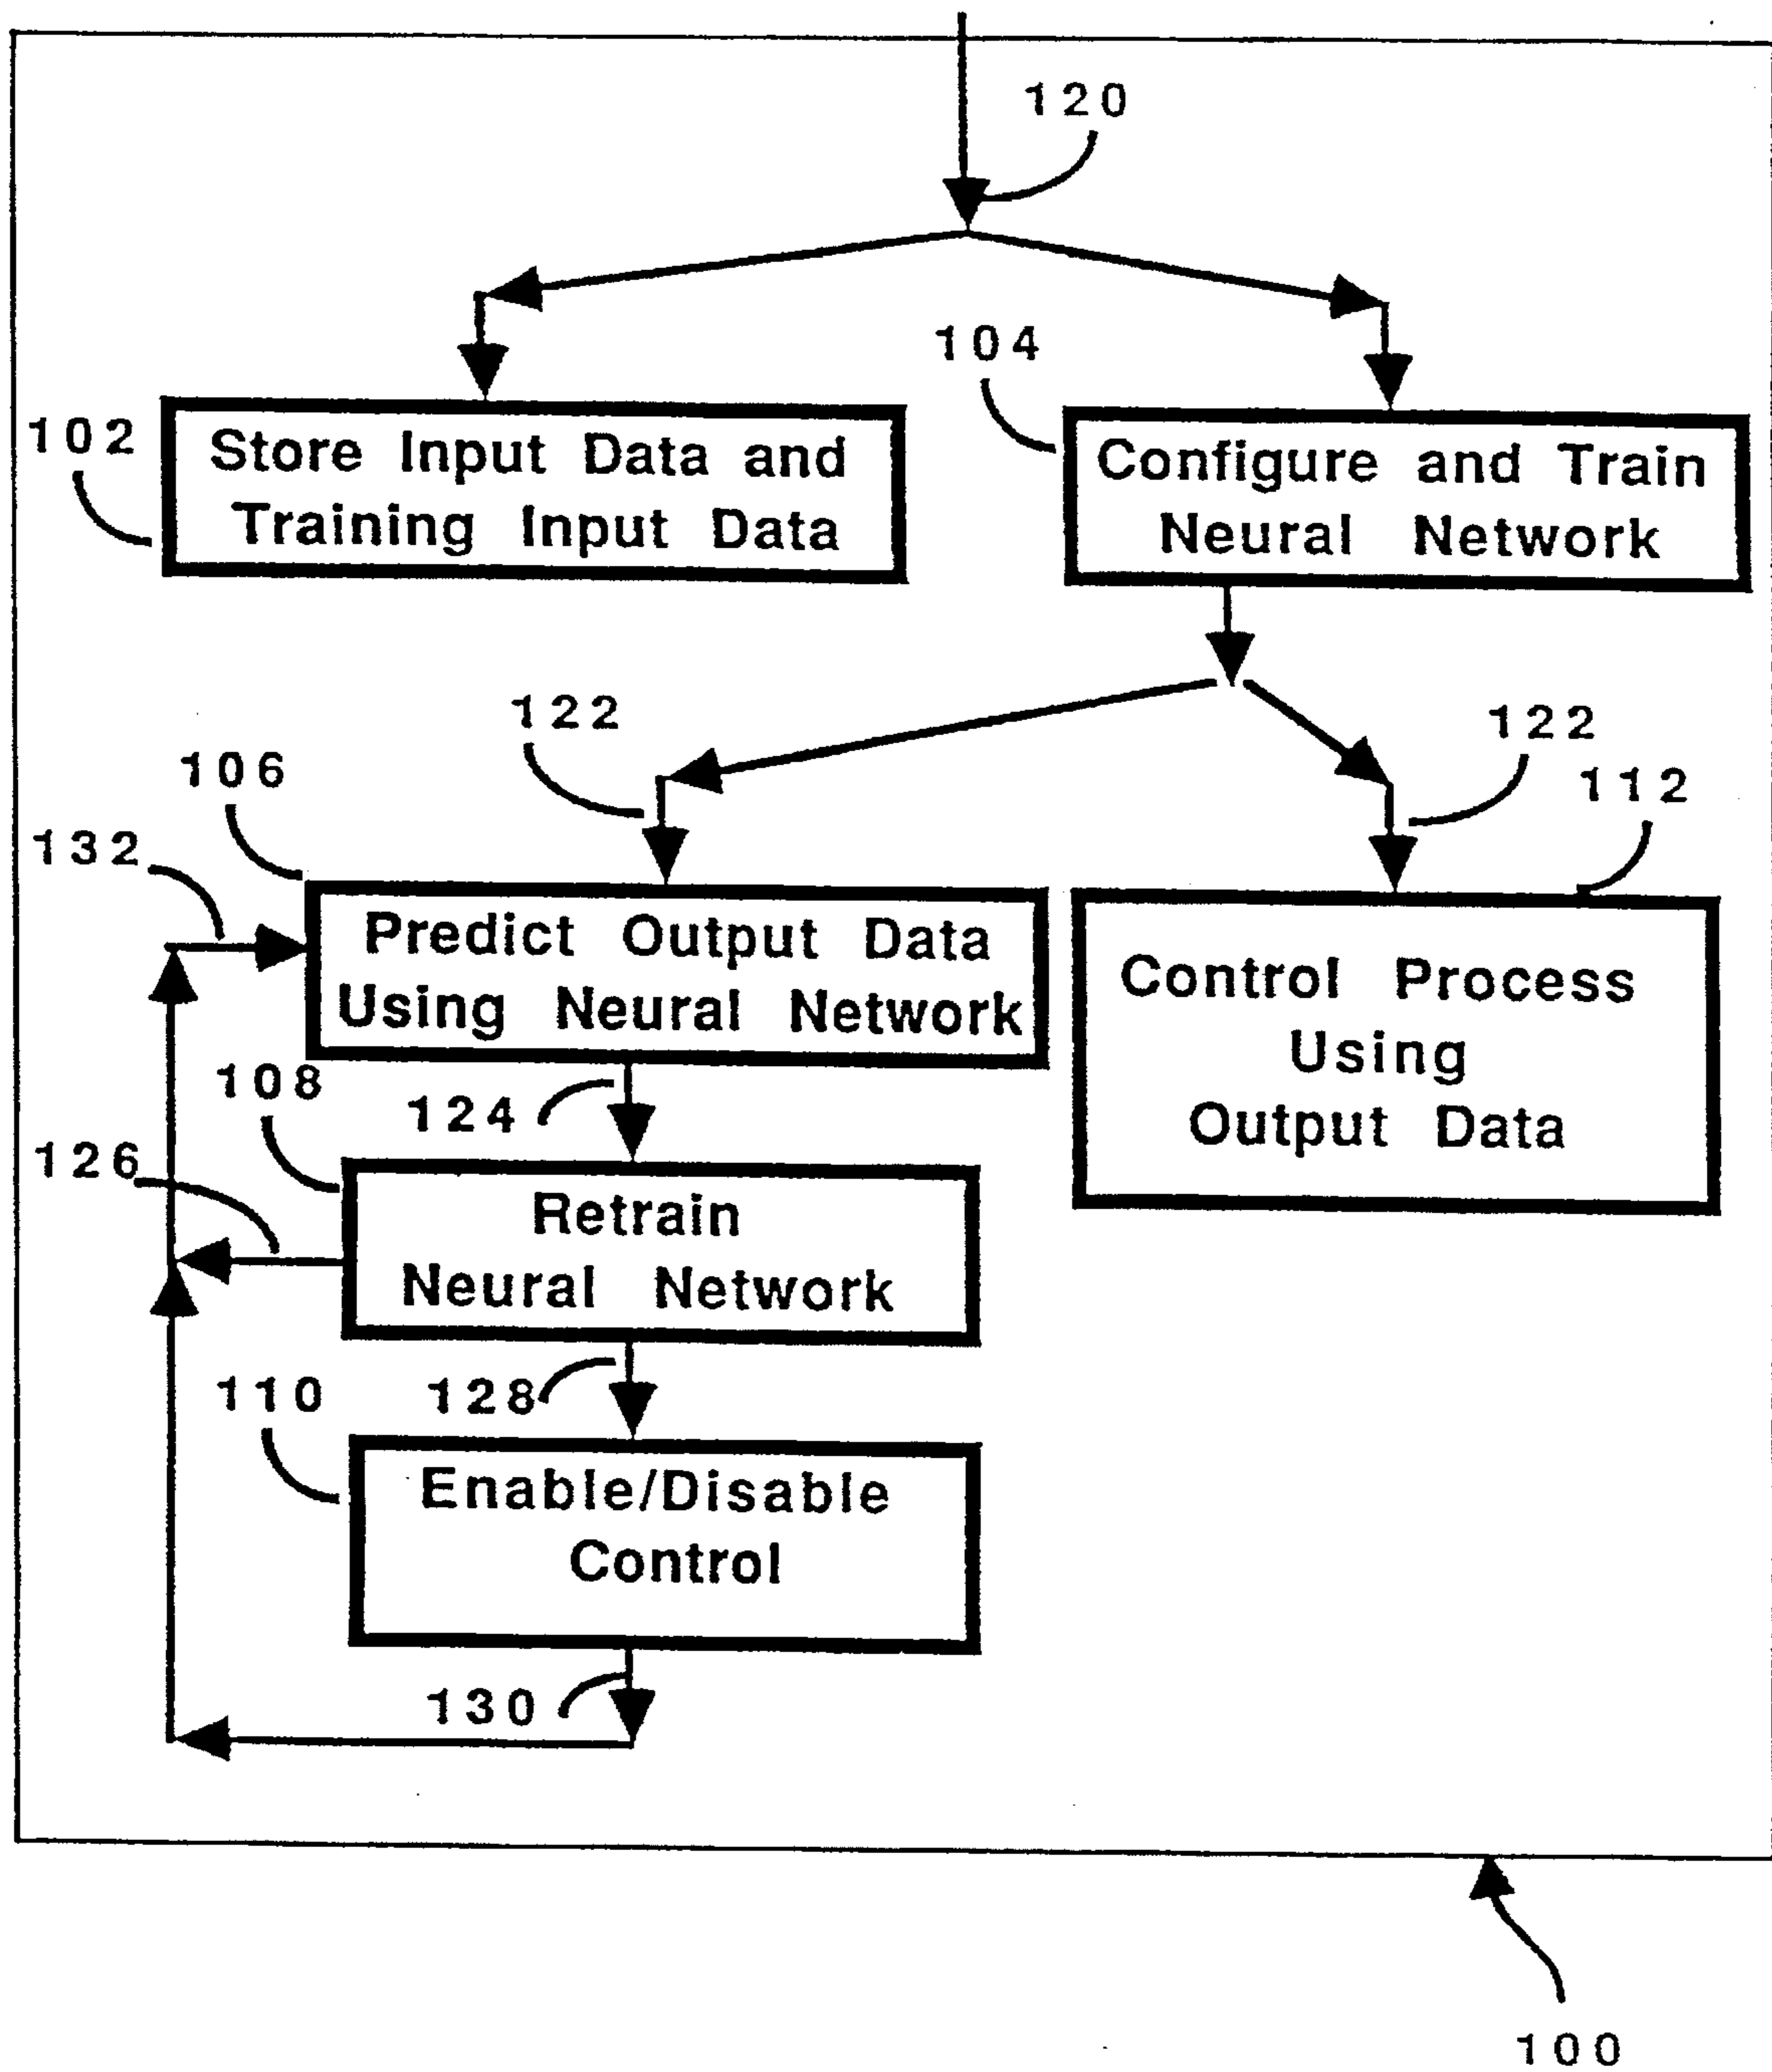 120
104
102
Store Input Data and
Training Input Data
Configure and Train
Neural Network
122
122
106
112
132
Predict Output Data
Using Neural Network
Control Process
Using
Output Data
108
124
126
Retrain
Neural Network
110
128
Enable/Disable
Control
130
100